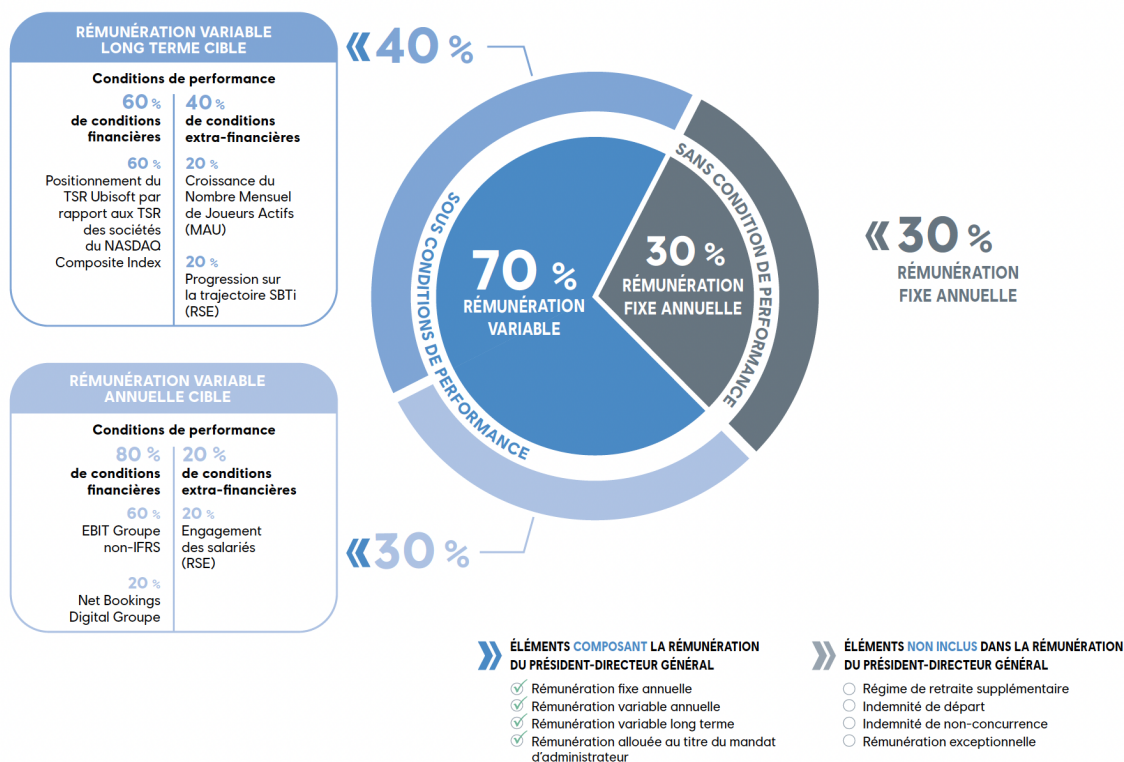 RÉMUNÉRATION VARIABLE
LONG TERME CIBLE
Conditions de performance
60 %
de conditions
financières
60 %
Positionnement du
TSR Ubisoft par
rapport aux TSR
des sociétés
du NASDAQ
Composite Index
40 %
de conditions
extra-financières
20 %
Croissance du
Nombre Mensuel
de Joueurs Actifs
(MAU)
20 %
Progression sur
la trajectoire SBTi
(RSE)
40 %
RÉMUNÉRATION VARIABLE
ANNUELLE CIBLE
Conditions de performance
80 %
de conditions
financières
60 %
EBIT Groupe
non-IFRS
20 %
Net Bookings
Digital Groupe
20 %
de conditions
extra-financières
20 %
Engagement
des salariés
(RSE)
30 %
SOUS CONDITIONS DE PERFORMANCE
70 %
RÉMUNÉRATION
VARIABLE
SANS CONDITION DE PERFORMANCE
30 %
RÉMUNÉRATION
FIXE ANNUELLE
30 %
RÉMUNÉRATION
FIXE ANNUELLE
ÉLÉMENTS COMPOSANT LA RÉMUNÉRATION
DU PRÉSIDENT-DIRECTEUR GÉNÉRAL
Rémunération fixe annuelle
Rémunération variable annuelle
Rémunération variable long terme
Rémunération allouée au titre du mandat
d'administrateur
ÉLÉMENTS NON INCLUS DANS LA RÉMUNÉRATION
DU PRÉSIDENT-DIRECTEUR GÉNÉRAL
Régime de retraite supplémentaire
Indemnité de départ
Indemnité de non-concurrence
Rémunération exceptionnelle